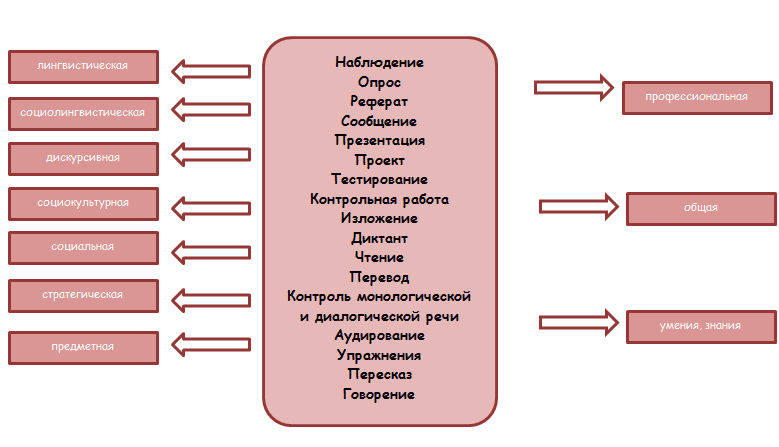 лингвистическая
социолингвистическая
дискурсивная
социокультурная
социальная
стратегическая
предметная
Наблюдение
Опрос
Реферат
Сообщение
Презентация
Проект
Тестирование
Контрольная работа
Изложение
Диктант
Чтение
Перевод
Контроль монологической
и диалогической речи
Аудирование
Упражнения
Пересказ
Говорение
профессиональная
общая
умения, знания